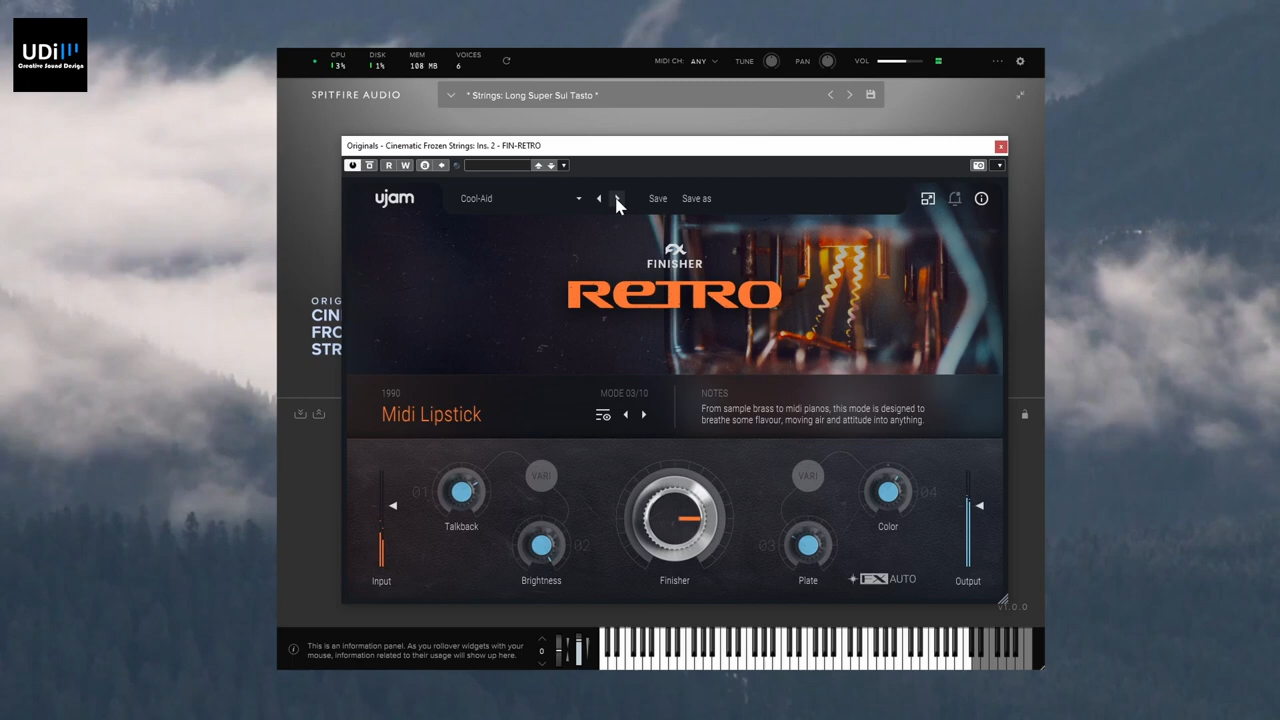 UDi
Creative Sound Design
CPU
3%
DISK
1%
MEM
108 MB
VOICES
6
MIDI CH: ANY
TUNE
PAN
VOL
SPITFIRE AUDIO
* Strings: Long Super Sul Tasto *
Originals - Cinematic Frozen Strings: Ins. 2 - FIN-RETRO
x
R W
ujam
Cool-Aid
Save
Save as
FX
FINISHER
RETRO
ORIG
CIN
FRO
STR
1990
Midi Lipstick
MODE 03/10
NOTES
From sample brass to midi pianos, this mode is designed to
breathe some flavour, moving air and attitude into anything.
01
VARI
VARI
04
Talkback
Color
02
03
Input
Brightness
Finisher
Plate
FX AUTO
Output
v1.0.0
This is an information panel. As you rollover widgets with your
mouse, information related to their usage will show up here.
0